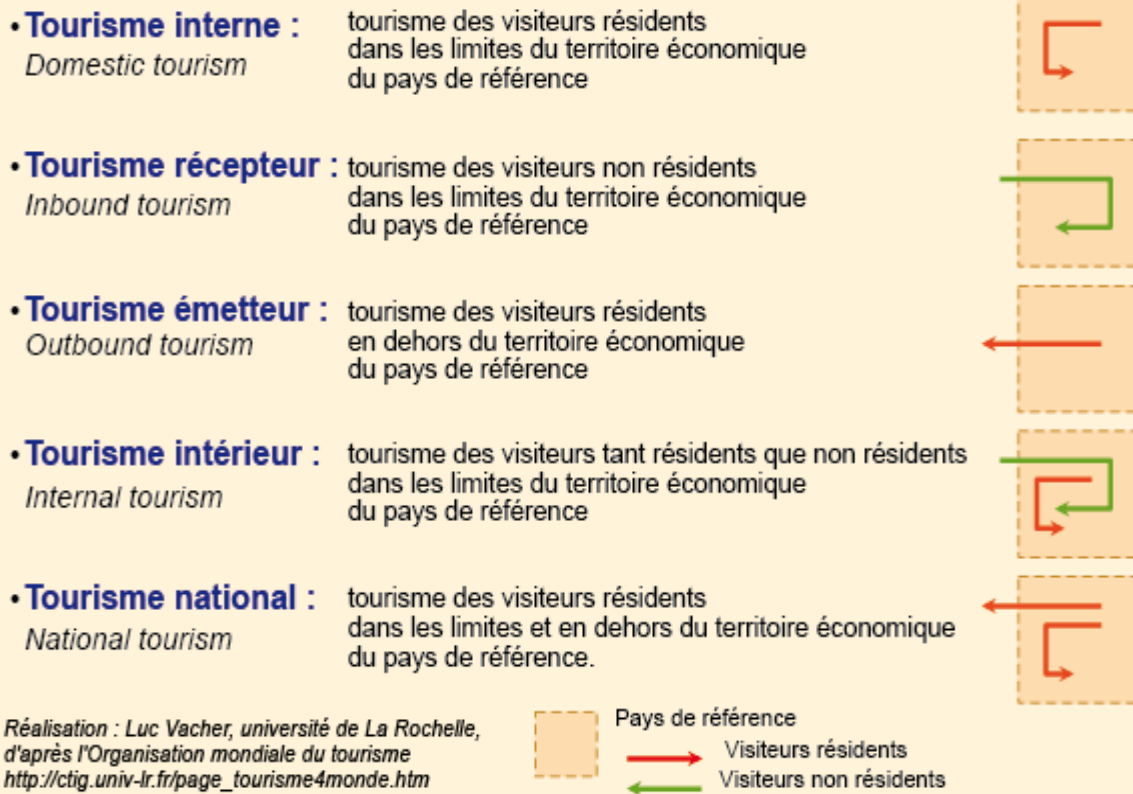 • Tourisme interne : tourisme des visiteurs résidents
Domestic tourism dans les limites du territoire économique
du pays de référence
• Tourisme récepteur : tourisme des visiteurs non résidents
Inbound tourism dans les limites du territoire économique
du pays de référence
• Tourisme émetteur : tourisme des visiteurs résidents
Outbound tourism en dehors du territoire économique
du pays de référence
• Tourisme intérieur : tourisme des visiteurs tant résidents que non résidents
Internal tourism dans les limites du territoire économique
du pays de référence
• Tourisme national : tourisme des visiteurs résidents
National tourism dans les limites et en dehors du territoire économique
du pays de référence.
Réalisation : Luc Vacher, université de La Rochelle,
d'après l'Organisation mondiale du tourisme
http://ctig.univ-lr.fr/page_tourisme4monde.htm
Pays de référence
Visiteurs résidents
Visiteurs non résidents